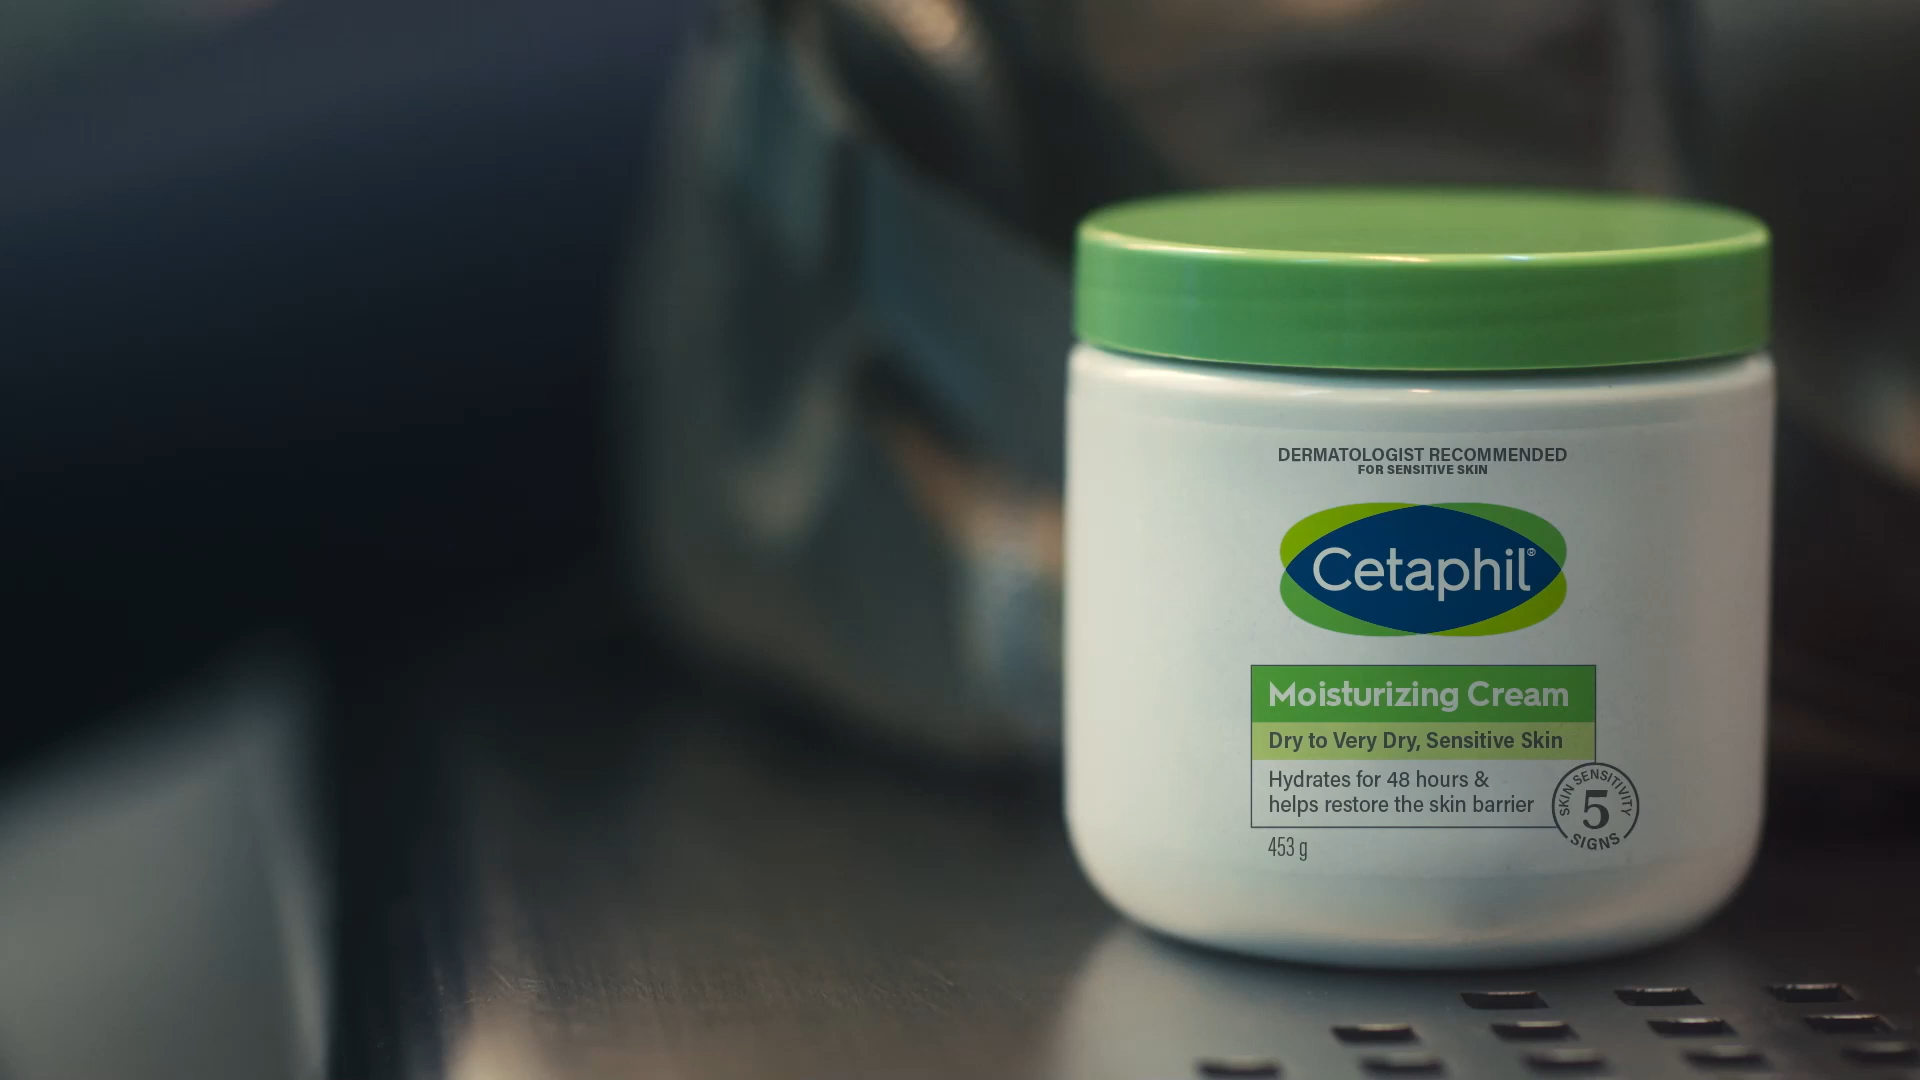 DERMATOLOGIST RECOMMENDED
FOR SENSITIVE SKIN
Cetaphil®
Moisturizing Cream
Dry to Very Dry, Sensitive Skin
Hydrates for 48 hours &
helps restore the skin barrier
SKIN SENSITIVITY
5
SIGNS
453 g